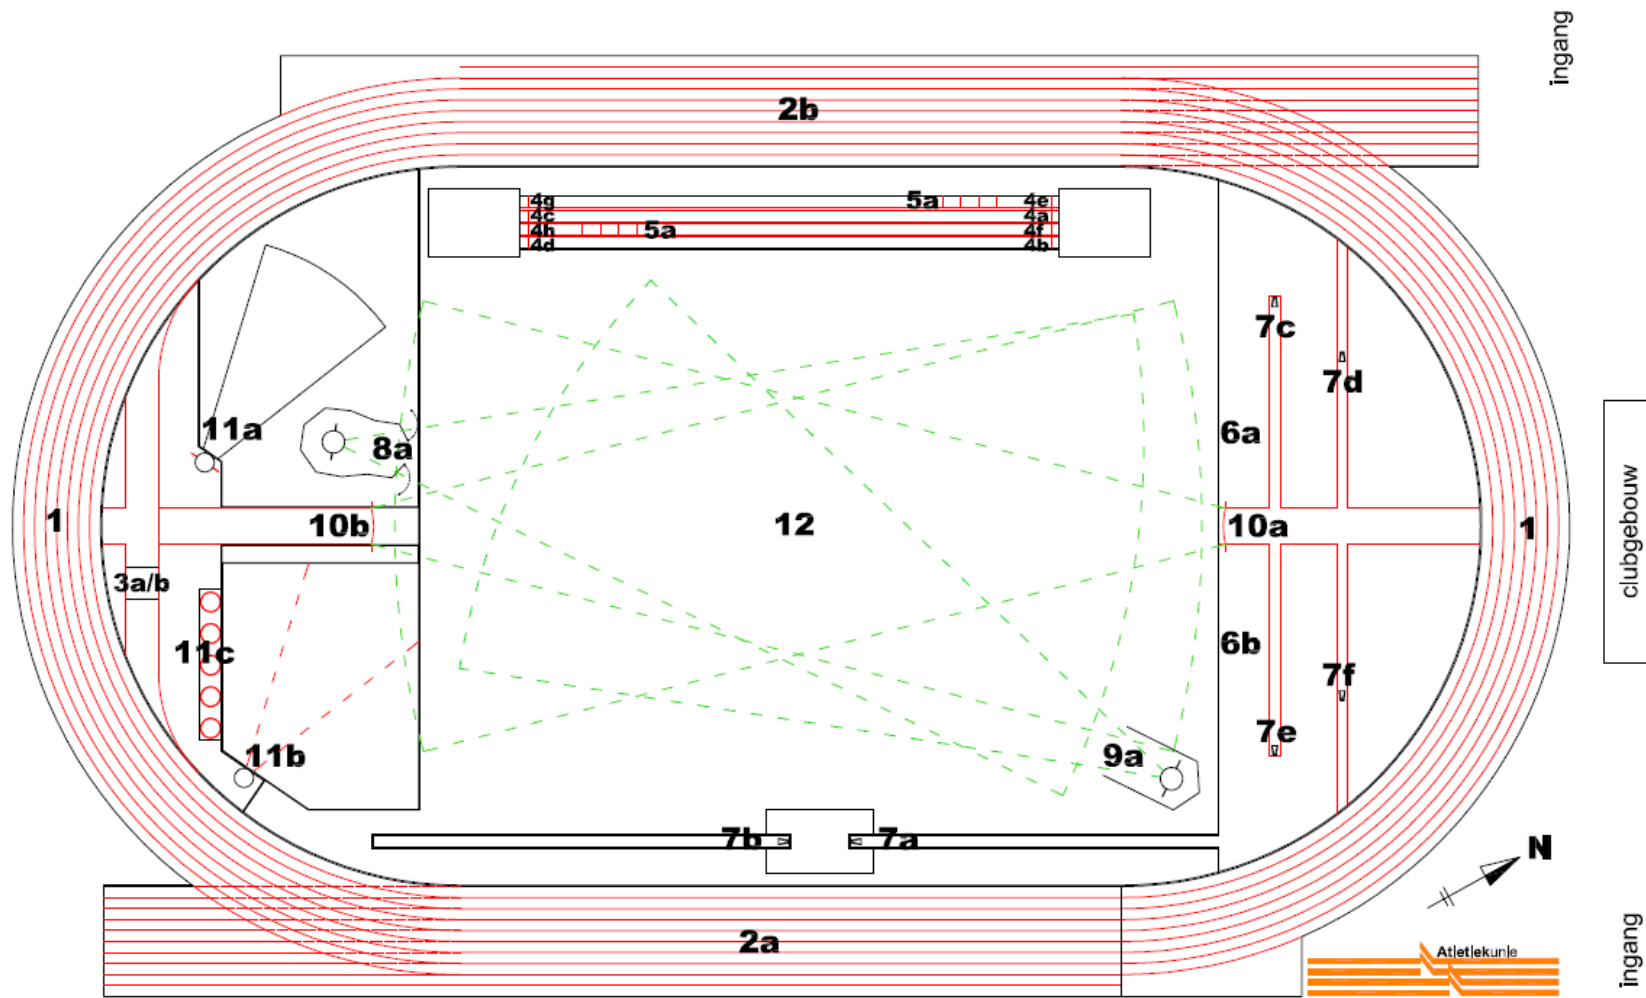 ingang
2b
4g
5a
4e
4c
4a
4h
5a
4f
4d
4b
7c
7d
11a
8a
6a
1
10b
12
10a
1
clubgebouw
3a/b
11c
6b
7f
11b
9a
7e
7b
7a
N
2a
Atletiekunie
ingang